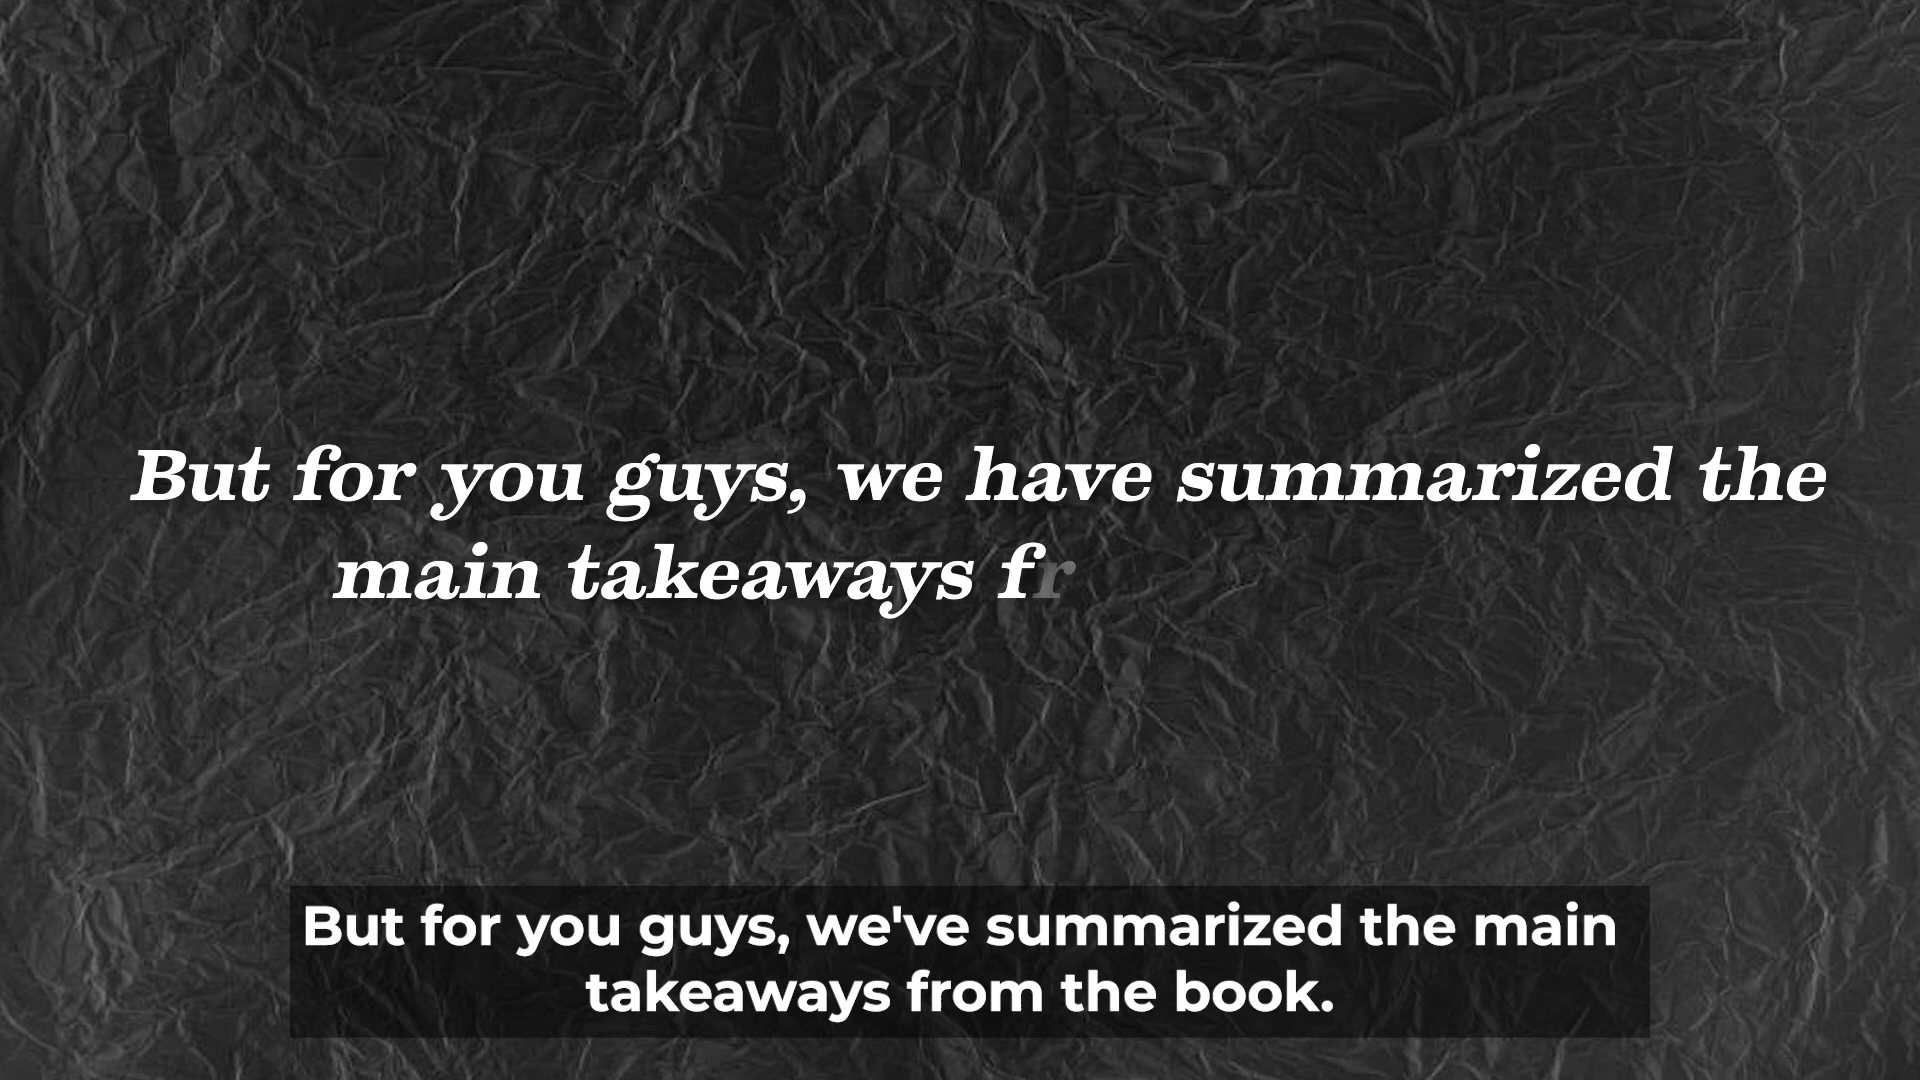 But for you guys, we have summarized the
main takeaways fr
But for you guys, we've summarized the main
takeaways from the book.